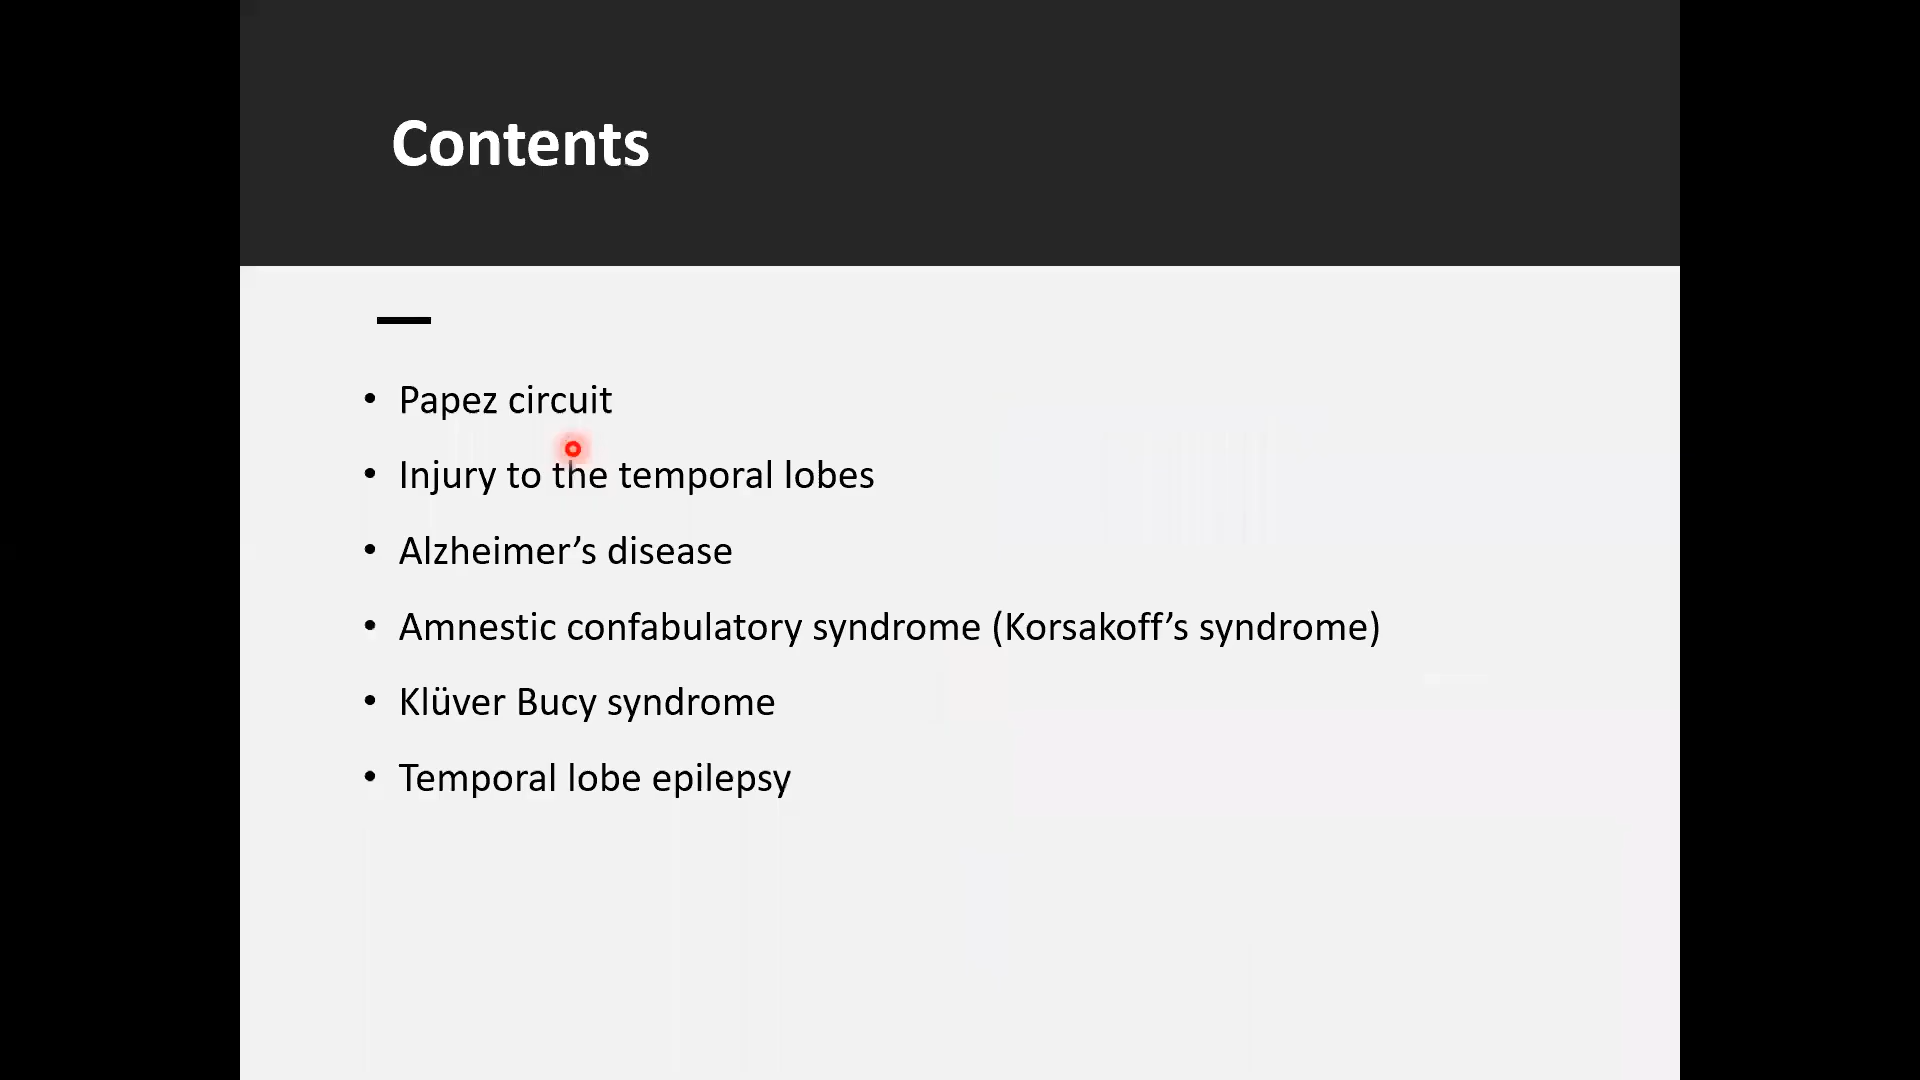 Contents
• Papez circuit
• Injury to the temporal lobes
• Alzheimer’s disease
• Amnestic confabulatory syndrome (Korsakoff’s syndrome)
• Klüver Bucy syndrome
• Temporal lobe epilepsy